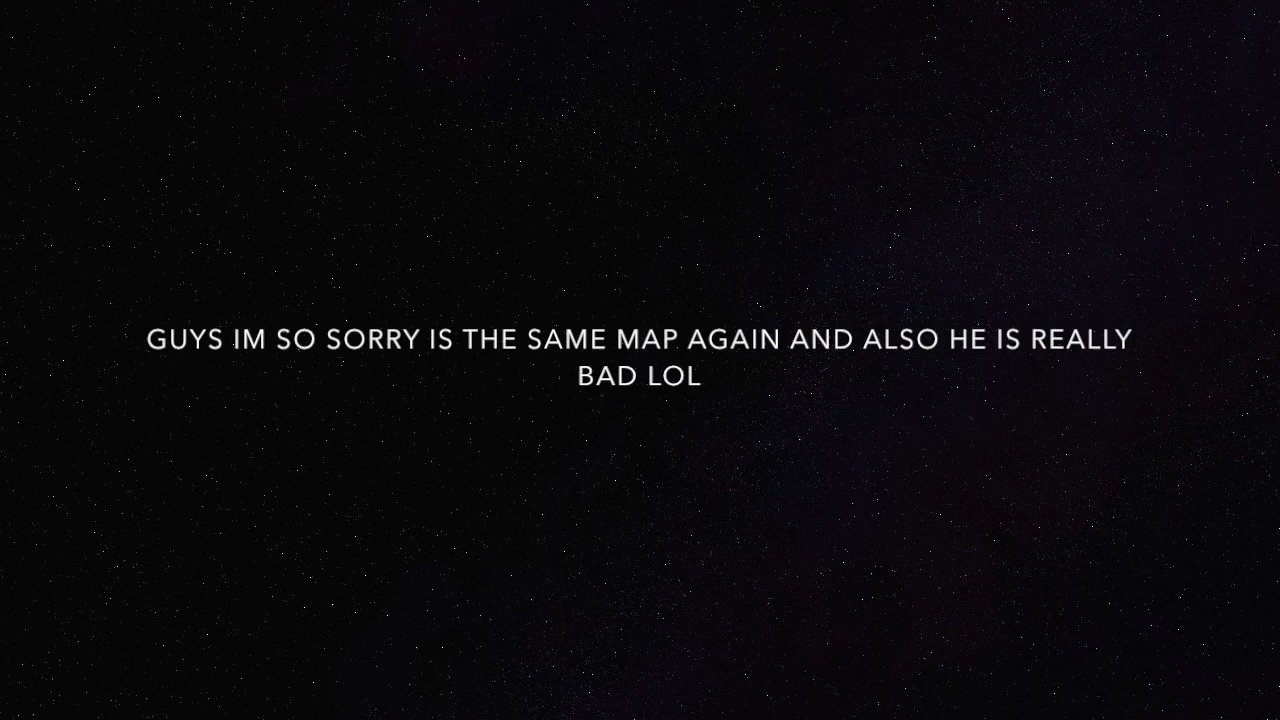 GUYS IM SO SORRY IS THE SAME MAP AGAIN AND ALSO HE IS REALLY
BAD LOL